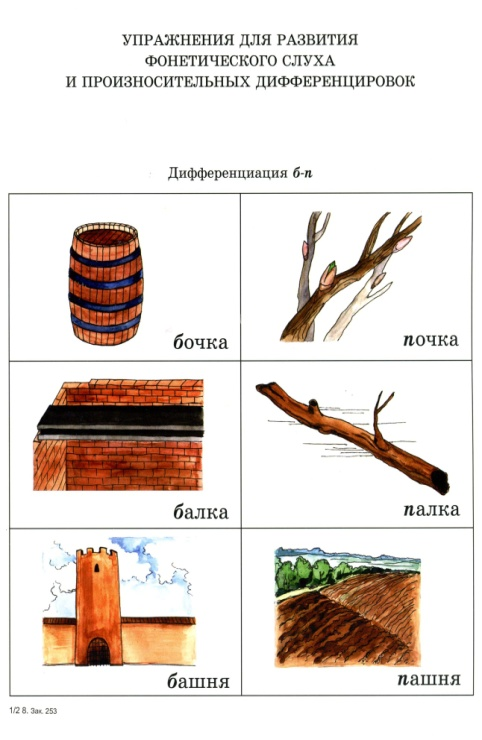 УПРАЖНЕНИЯ ДЛЯ РАЗВИТИЯ
ФОНЕТИЧЕСКОГО СЛУХА
И ПРОИЗНОСИТЕЛЬНЫХ ДИФФЕРЕНЦИРОВОК
Дифференциация б-п
бочка
почка
балка
палка
башня
пашня
1/2 8. Зак. 253